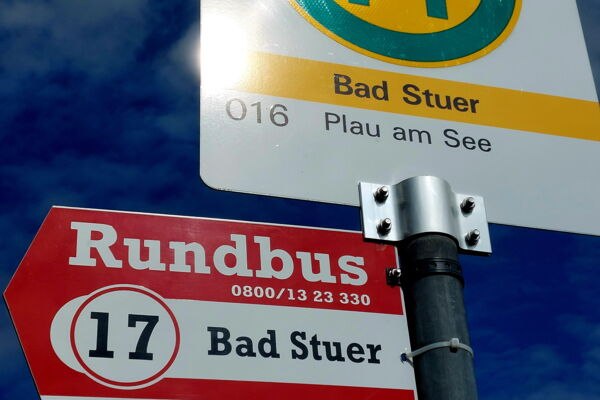 Bad Stuer
016 Plau am See
Rundbus
0800/13 23 330
17 Bad Stuer